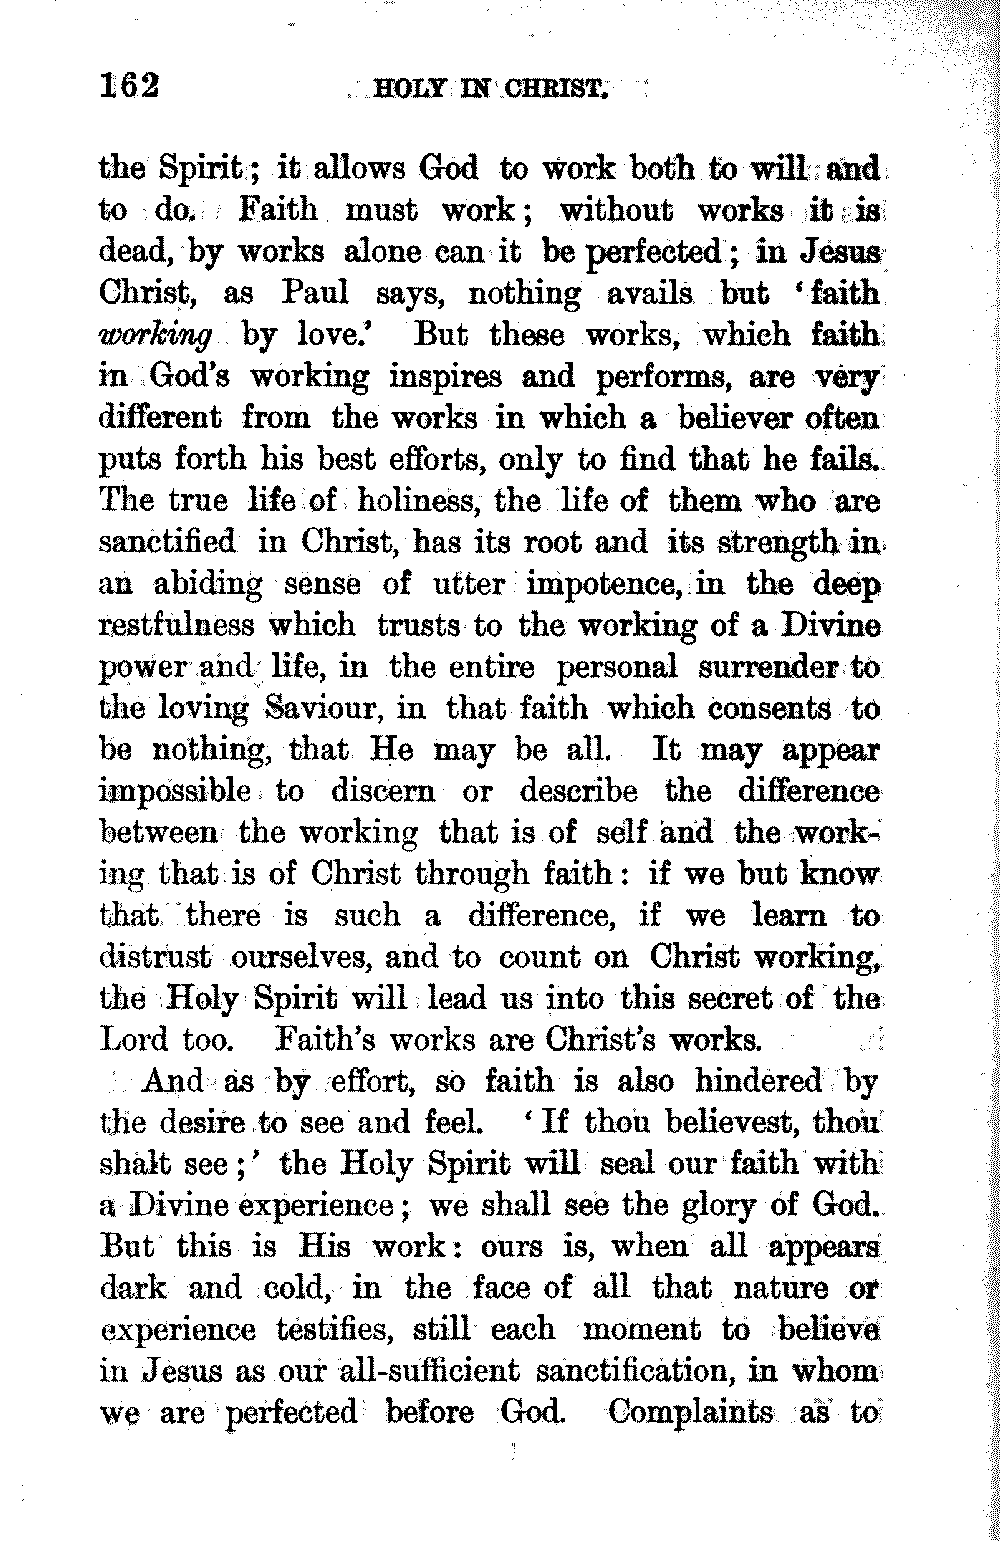 162 HOLY IN CHRIST.
the Spirit; it allows God to work both to will and
to do. Faith must work; without works it is
dead, by works alone can it be perfected; in Jesus
Christ, as Paul says, nothing avails but ‘faith
working by love.’ But these works, which faith
in God's working inspires and performs, are very
different from the works in which a believer often
puts forth his best efforts, only to find that he fails.
The true life of holiness, the life of them who are
sanctified in Christ, has its root and its strength in
an abiding sense of utter impotence, in the deep
restfulness which trusts to the working of a Divine
power and life, in the entire personal surrender to
the loving Saviour, in that faith which consents to
be nothing, that He may be all. It may appear
impossible to discern or describe the difference
between the working that is of self and the work-
ing that is of Christ through faith: if we but know
that there is such a difference, if we learn to
distrust ourselves, and to count on Christ working,
the Holy Spirit will lead us into this secret of the
Lord too. Faith's works are Christ's works.
And as by effort, so faith is also hindered by
the desire to see and feel. ‘If thou believest, thou
shalt see;’ the Holy Spirit will seal our faith with
a Divine experience; we shall see the glory of God.
But this is His work: ours is, when all appears
dark and cold, in the face of all that nature or
experience testifies, still each moment to believe
in Jesus as our all-sufficient sanctification, in whom
we are perfected before God. Complaints as to